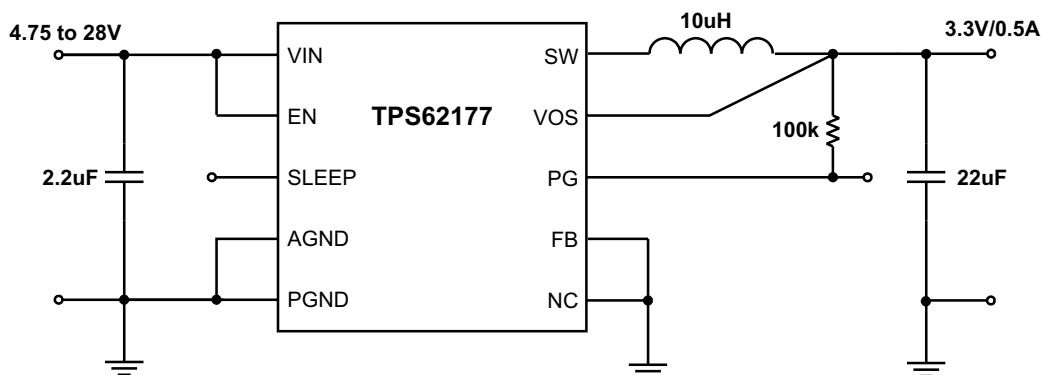 4.75 to 28V
10uH
3.3V/0.5A
VIN
SW
EN
TPS62177
VOS
100k
2.2uF
SLEEP
PG
22uF
AGND
FB
PGND
NC